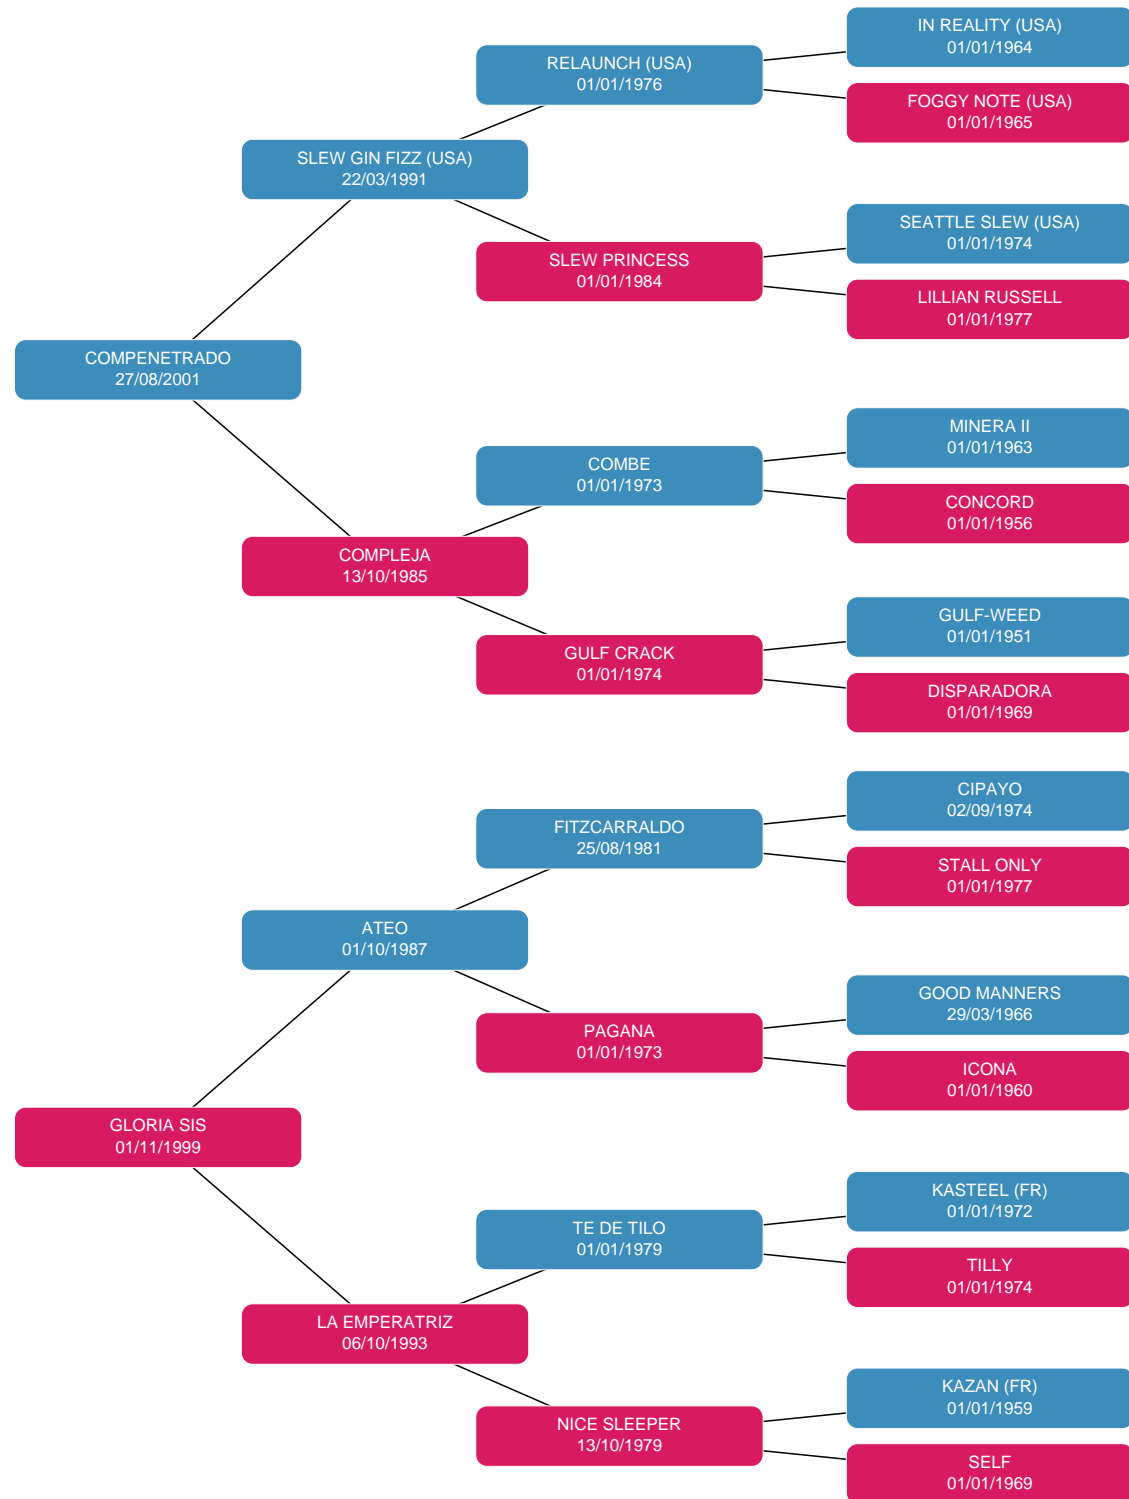 IN REALITY (USA)
01/01/1964
RELAUNCH (USA)
01/01/1976
FOGGY NOTE (USA)
01/01/1965
SLEW GIN FIZZ (USA)
22/03/1991
SEATTLE SLEW (USA)
01/01/1974
SLEW PRINCESS
01/01/1984
LILLIAN RUSSELL
01/01/1977
COMPENETRADO
27/08/2001
MINERA II
01/01/1963
COMBE
01/01/1973
CONCORD
01/01/1956
COMPLEJA
13/10/1985
GULF-WEED
01/01/1951
GULF CRACK
01/01/1974
DISPARADORA
01/01/1969
CIPAYO
02/09/1974
FITZCARRALDO
25/08/1981
STALL ONLY
01/01/1977
ATEO
01/10/1987
GOOD MANNERS
29/03/1966
PAGANA
01/01/1973
ICONA
01/01/1960
GLORIA SIS
01/11/1999
KASTEEL (FR)
01/01/1972
TE DE TILO
01/01/1979
TILLY
01/01/1974
LA EMPERATRIZ
06/10/1993
KAZAN (FR)
01/01/1959
NICE SLEEPER
13/10/1979
SELF
01/01/1969